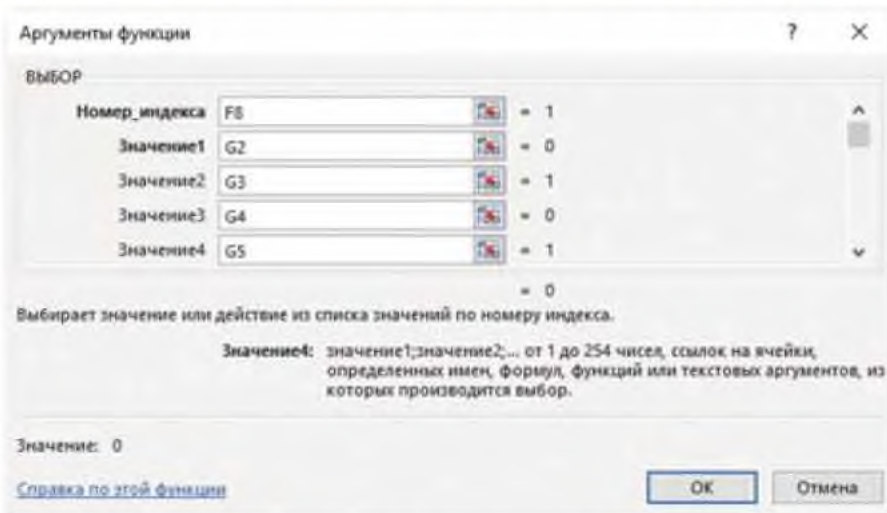 Аргументы функции ? ×
ВЫБОР
Номер_индекса F8 = 1
Значение1 G2 = 0
Значение2 G3 = 1
Значение3 G4 = 0
Значение4 G5 = 1
= 0
Выбирает значение или действие из списка значений по номеру индекса.
Значение4: значение1;значение2;... от 1 до 254 чисел, ссылок на ячейки,
определенных имен, формул, функций или текстовых аргументов, из
которых производится выбор.
Значение: 0
Справка по этой функции ОК Отмена